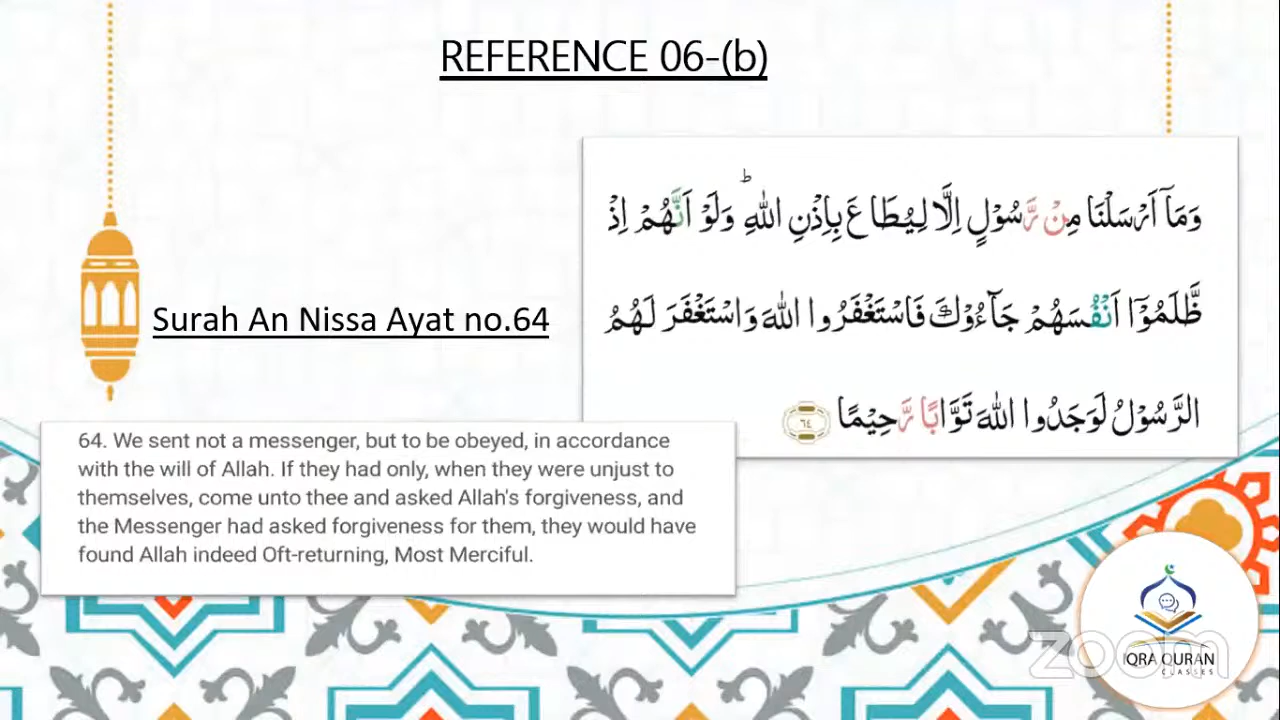 REFERENCE 06-(b)
وَمَآ اَرْسَلْنَا مِنْ رَّسُوْلٍ اِلَّا لِيُطَاعَ بِاِذْنِ اللّٰهِ ؕ وَلَوْ اَنَّهُمْ اِذْ
ظَّلَمُوْٓا اَنْفُسَهُمْ جَآءُوْكَ فَاسْتَغْفَرُوا اللّٰهَ وَاسْتَغْفَرَ لَهُمُ
الرَّسُوْلُ لَوَجَدُوا اللّٰهَ تَوَّابًا رَّحِيْمًا ٦٤
Surah An Nissa Ayat no.64
64. We sent not a messenger, but to be obeyed, in accordance
with the will of Allah. If they had only, when they were unjust to
themselves, come unto thee and asked Allah's forgiveness, and
the Messenger had asked forgiveness for them, they would have
found Allah indeed Oft-returning, Most Merciful.
zoom
IQRA QURAN
CLASSES